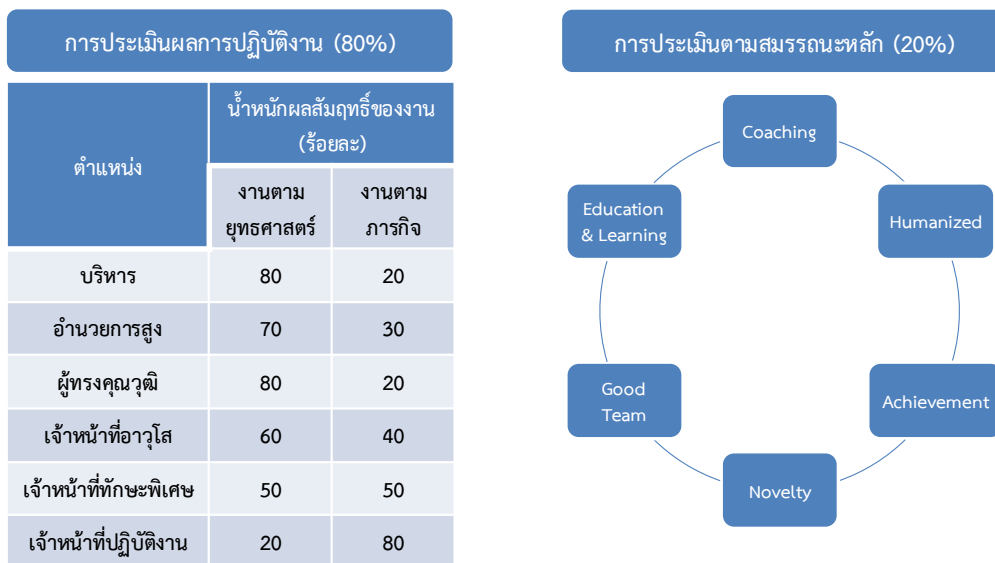 การประเมินผลการปฏิบัติงาน (80%)
ตำแหน่ง
น้ำหนักผลสัมฤทธิ์ของงาน
(ร้อยละ)
งานตาม
ยุทธศาสตร์
งานตาม
ภารกิจ
บริหาร 80 20
อำนวยการสูง 70 30
ผู้ทรงคุณวุฒิ 80 20
เจ้าหน้าที่อาวุโส 60 40
เจ้าหน้าที่ทักษะพิเศษ 50 50
เจ้าหน้าที่ปฏิบัติงาน 20 80
การประเมินตามสมรรถนะหลัก (20%)
Coaching
Humanized
Achievement
Novelty
Good
Team
Education
& Learning